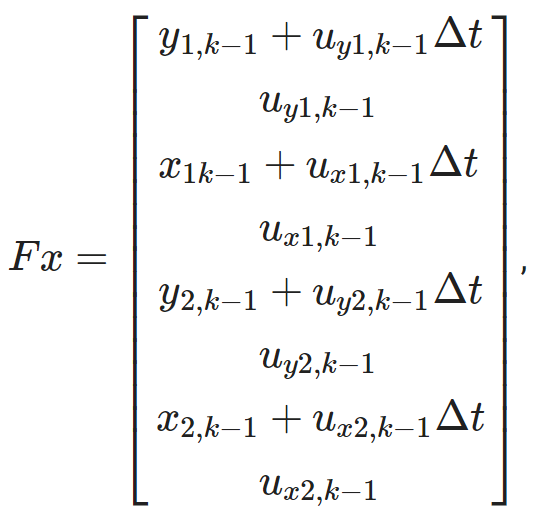 y_{1,k−1} + u_{y1,k−1}Δt
u_{y1,k−1}
x_{1k−1} + u_{x1,k−1}Δt
u_{x1,k−1}
Fx = [ ],
y_{2,k−1} + u_{y2,k−1}Δt
u_{y2,k−1}
x_{2,k−1} + u_{x2,k−1}Δt
u_{x2,k−1}